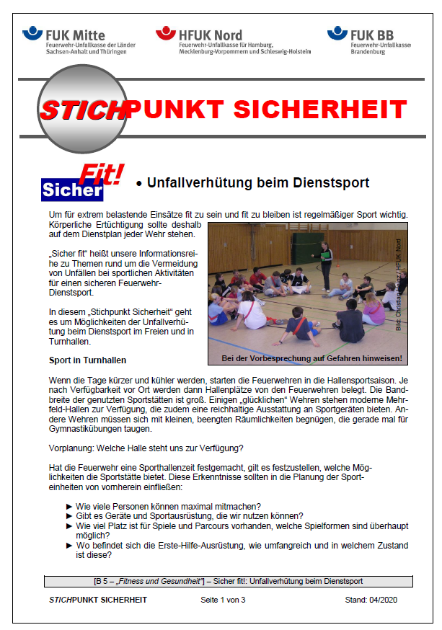 FUK Mitte
Feuerwehr-Unfallkasse der Länder
Sachsen-Anhalt und Thüringen
HFUK Nord
Feuerwehr-Unfallkasse für Hamburg,
Mecklenburg-Vorpommern und Schleswig-Holstein
FUK BB
Feuerwehr-Unfallkasse
Brandenburg
STICHPUNKT SICHERHEIT
Sicher Fit!
● Unfallverhütung beim Dienstsport
Um für extrem belastende Einsätze fit zu sein und fit zu bleiben ist regelmäßiger Sport wichtig.
Körperliche Ertüchtigung sollte deshalb
auf dem Dienstplan jeder Wehr stehen.
„Sicher fit“ heißt unsere Informationsrei-
he zu Themen rund um die Vermeidung
von Unfällen bei sportlichen Aktivitäten
für einen sicheren Feuerwehr-
Dienstsport.
In diesem „Stichpunkt Sicherheit“ geht
es um Möglichkeiten der Unfallverhü-
tung beim Dienstsport im Freien und in
Turnhallen.
HFUK Nord
Bei der Vorbesprechung auf Gefahren hinweisen!
Sport in Turnhallen
Wenn die Tage kürzer und kühler werden, starten die Feuerwehren in die Hallensportsaison. Je
nach Verfügbarkeit vor Ort werden dann Hallenplätze von den Feuerwehren belegt. Die Band-
breite der genutzten Sportstätten ist groß. Einigen „glücklichen“ Wehren stehen moderne Mehr-
feld-Hallen zur Verfügung, die zudem eine reichhaltige Ausstattung an Sportgeräten bieten. An-
dere Wehren müssen sich mit kleinen, beengten Räumlichkeiten begnügen, die gerade mal für
Gymnastikübungen taugen.
Vorplanung: Welche Halle steht uns zur Verfügung?
Hat die Feuerwehr eine Sporthallenzeit festgemacht, gilt es festzustellen, welche Mög-
lichkeiten die Sportstätte bietet. Diese Erkenntnisse sollten in die Planung der Sport-
einheiten von vornherein einfließen:
► Wie viele Personen können maximal mitmachen?
► Gibt es Geräte und Sportausrüstung, die wir nutzen können?
► Wie viel Platz ist für Spiele und Parcours vorhanden, welche Spielformen sind überhaupt
möglich?
► Wo befindet sich die Erste-Hilfe-Ausrüstung, wie umfangreich und in welchem Zustand
ist diese?
[B 5 – „Fitness und Gesundheit“] – Sicher fit!: Unfallverhütung beim Dienstsport
STICHPUNKT SICHERHEIT Seite 1 von 3 Stand: 04/2020